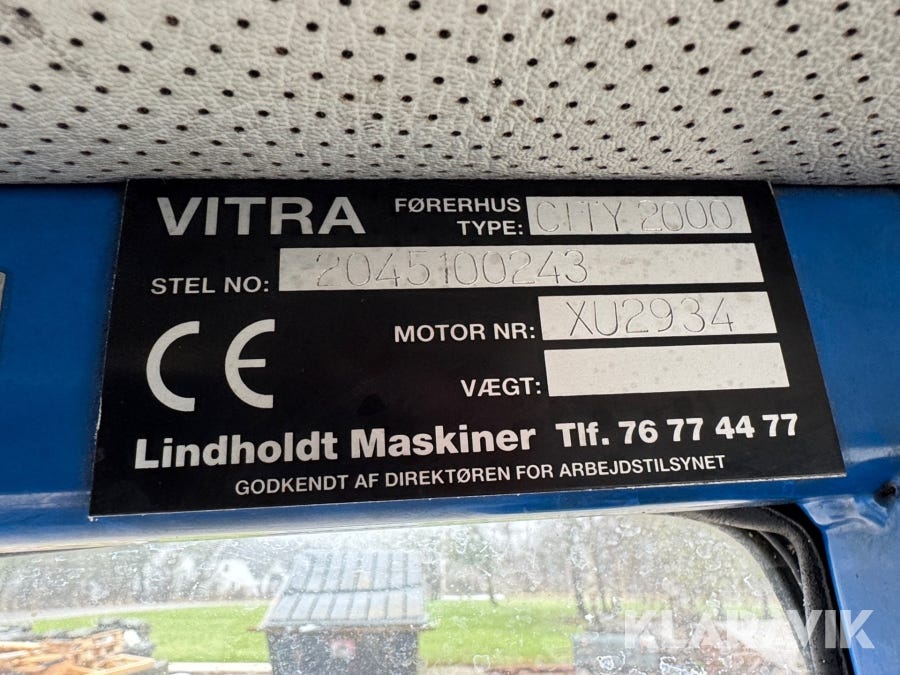 VITRA FØRERHUS TYPE: CITY 2000
STEL NO: 2045100243
CE MOTOR NR: XU2934
VÆGT:
Lindholdt Maskiner Tlf. 76 77 44 77
GODKENDT AF DIREKTØREN FOR ARBEJDSTILSYNET
KLARAVIK